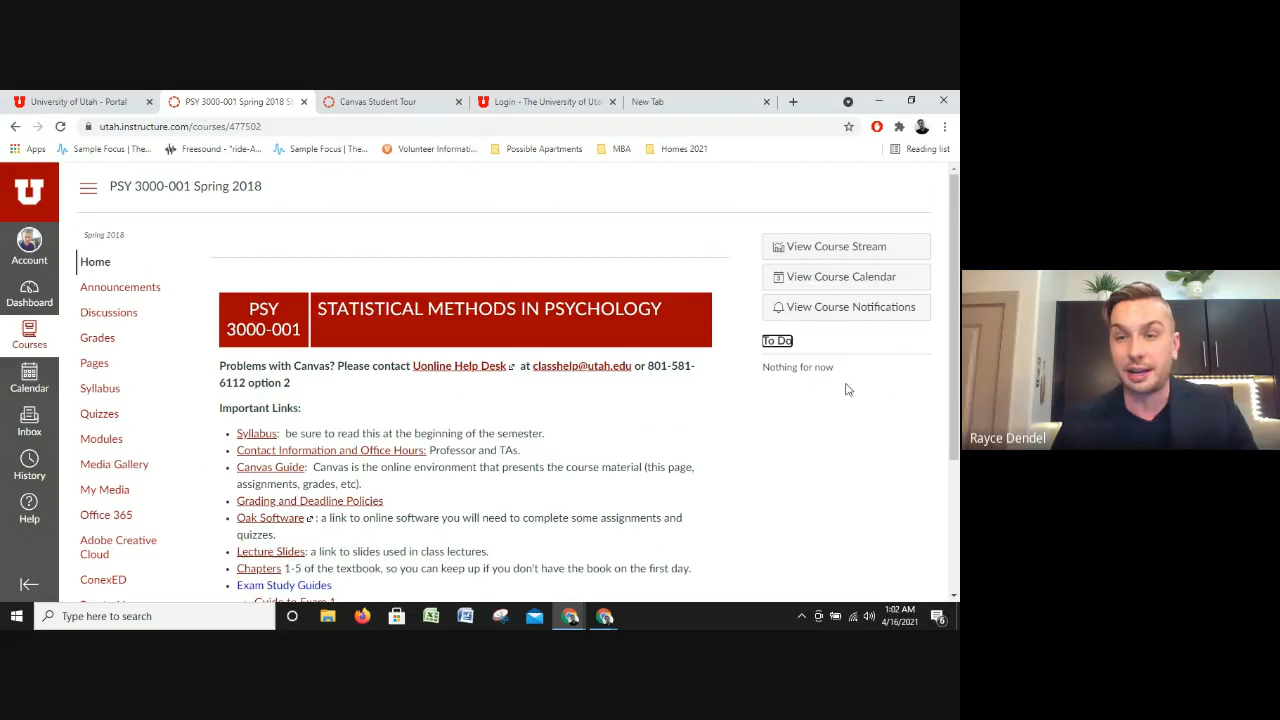 University of Utah - Portal
PSY 3000-001 Spring 2018 St
Canvas Student Tour
Login - The University of Utah
New Tab
utah.instructure.com/courses/477502
Apps
Sample Focus | The...
Freesound - "ride-A...
Sample Focus | The...
Volunteer Informati...
Possible Apartments
MBA
Homes 2021
Reading list
U
PSY 3000-001 Spring 2018
Account
Dashboard
Courses
Calendar
Inbox
History
Help
Spring 2018
Home
Announcements
Discussions
Grades
Pages
Syllabus
Quizzes
Modules
Media Gallery
My Media
Office 365
Adobe Creative
Cloud
ConexED
PSY
3000-001
STATISTICAL METHODS IN PSYCHOLOGY
Problems with Canvas? Please contact Uonline Help Desk at classhelp@utah.edu or 801-581-
6112 option 2
Important Links:
Syllabus: be sure to read this at the beginning of the semester.
Contact Information and Office Hours: Professor and TAs.
Canvas Guide: Canvas is the online environment that presents the course material (this page,
assignments, grades, etc).
Grading and Deadline Policies
Oak Software : a link to online software you will need to complete some assignments and
quizzes.
Lecture Slides: a link to slides used in class lectures.
Chapters 1-5 of the textbook, so you can keep up if you don't have the book on the first day.
Exam Study Guides
Guide to Exam 1
View Course Stream
View Course Calendar
View Course Notifications
To Do
Nothing for now
Rayce Dendel
Type here to search
1:02 AM
4/16/2021
6